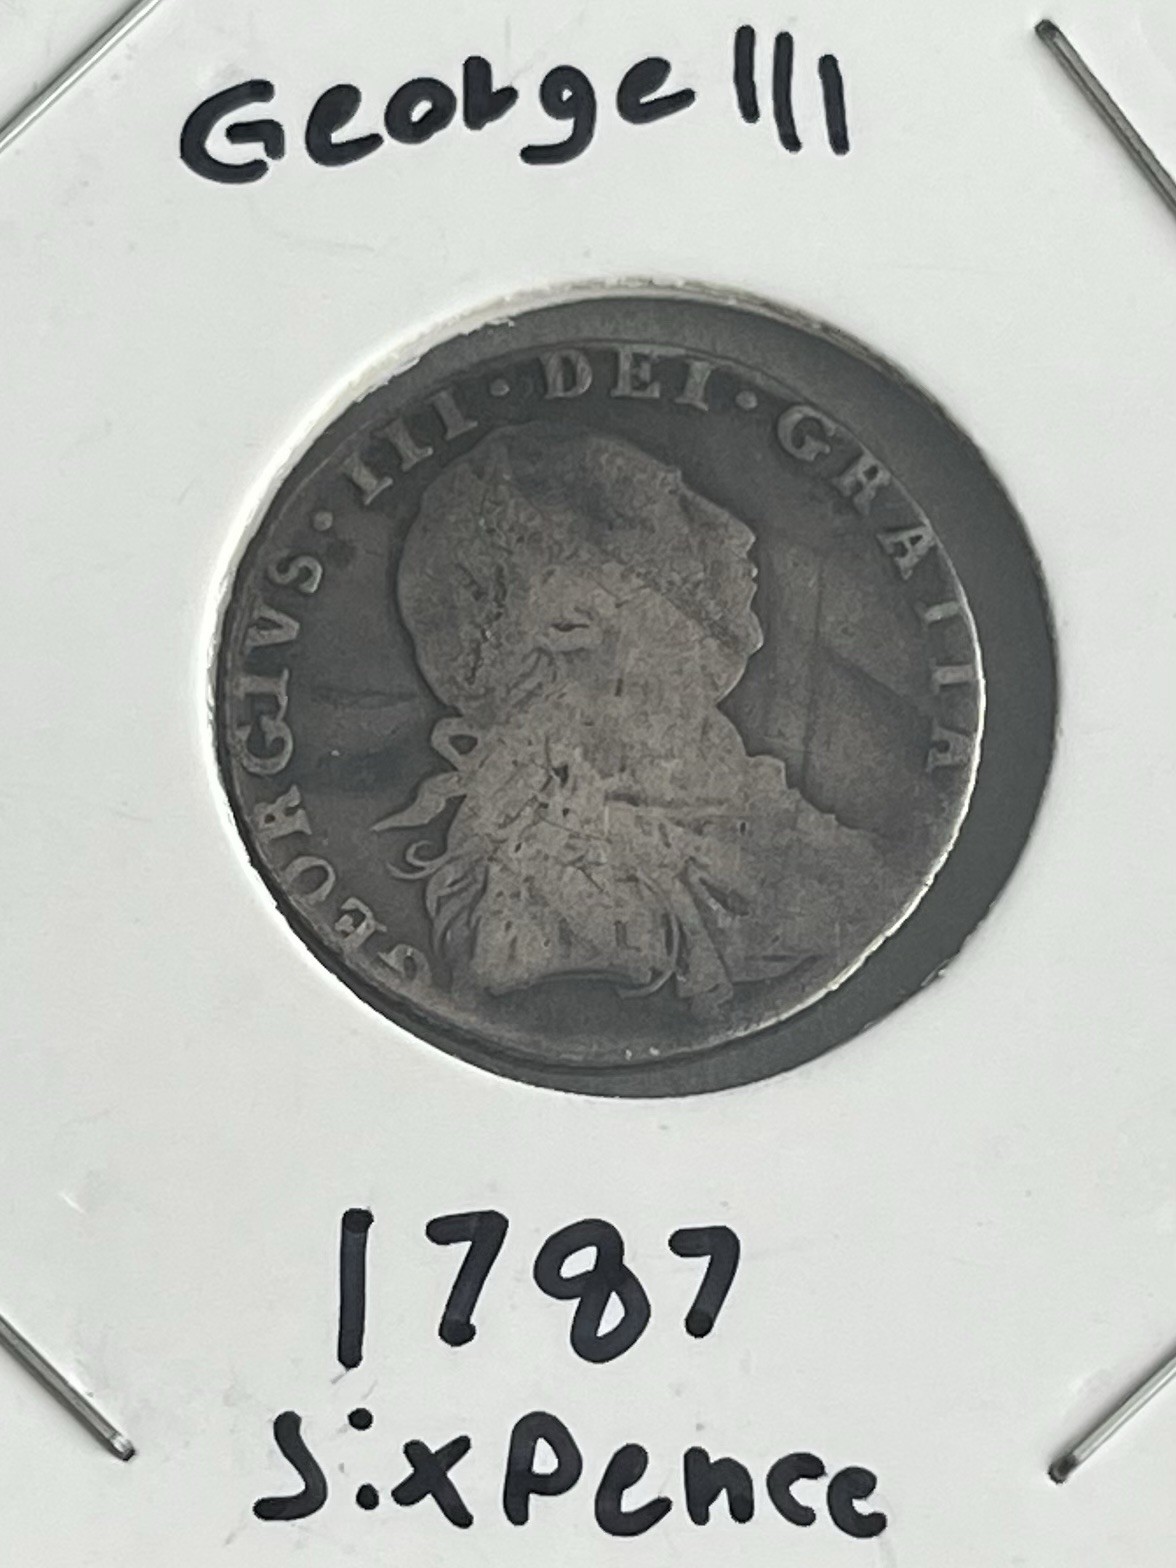 George III
GEORGIVS · III · DEI · GRATIA
1787
Sixpence